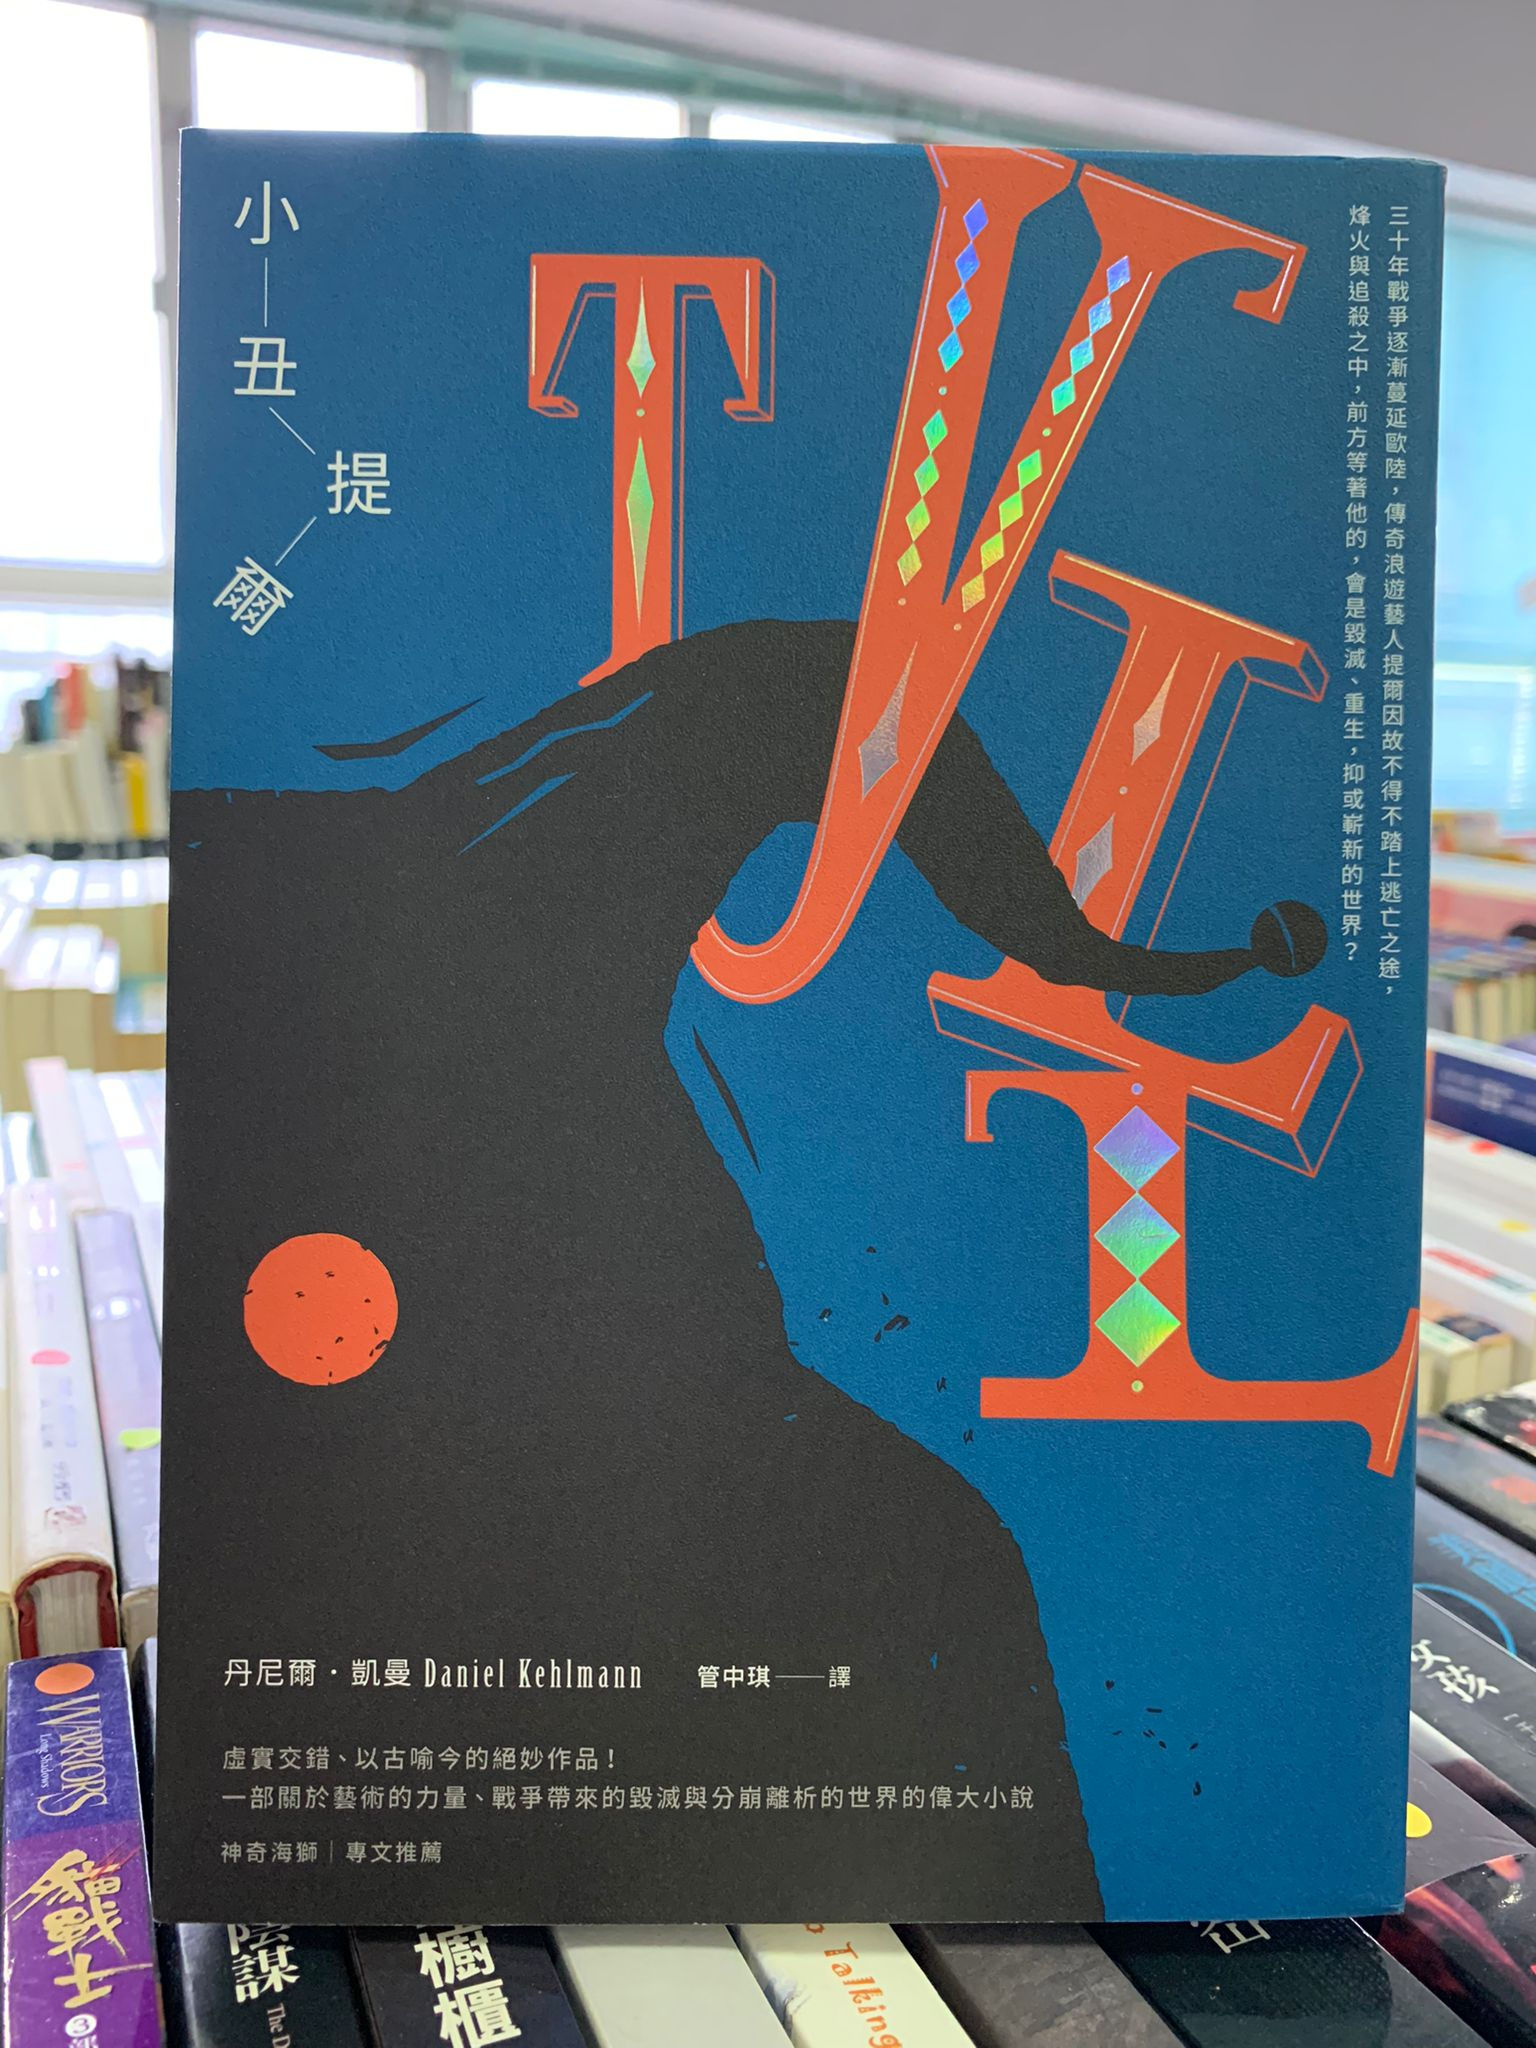 小丑提爾
TYLL
三十年戰爭逐漸蔓延歐陸，傳奇浪遊藝人提爾因故不得不踏上逃亡之途，
烽火與追殺之中，前方等著他的，會是毀滅、重生，抑或嶄新的世界？
丹尼爾・凱曼 Daniel Kehlmann 管中琪——譯
虛實交錯、以古喻今的絕妙作品！
一部關於藝術的力量、戰爭帶來的毀滅與分崩離析的世界的偉大小說
神奇海獅｜專文推薦
WARRIORS
Long Shadows
貓戰士
3
陰謀
The D
櫥櫃
Talking
女孩